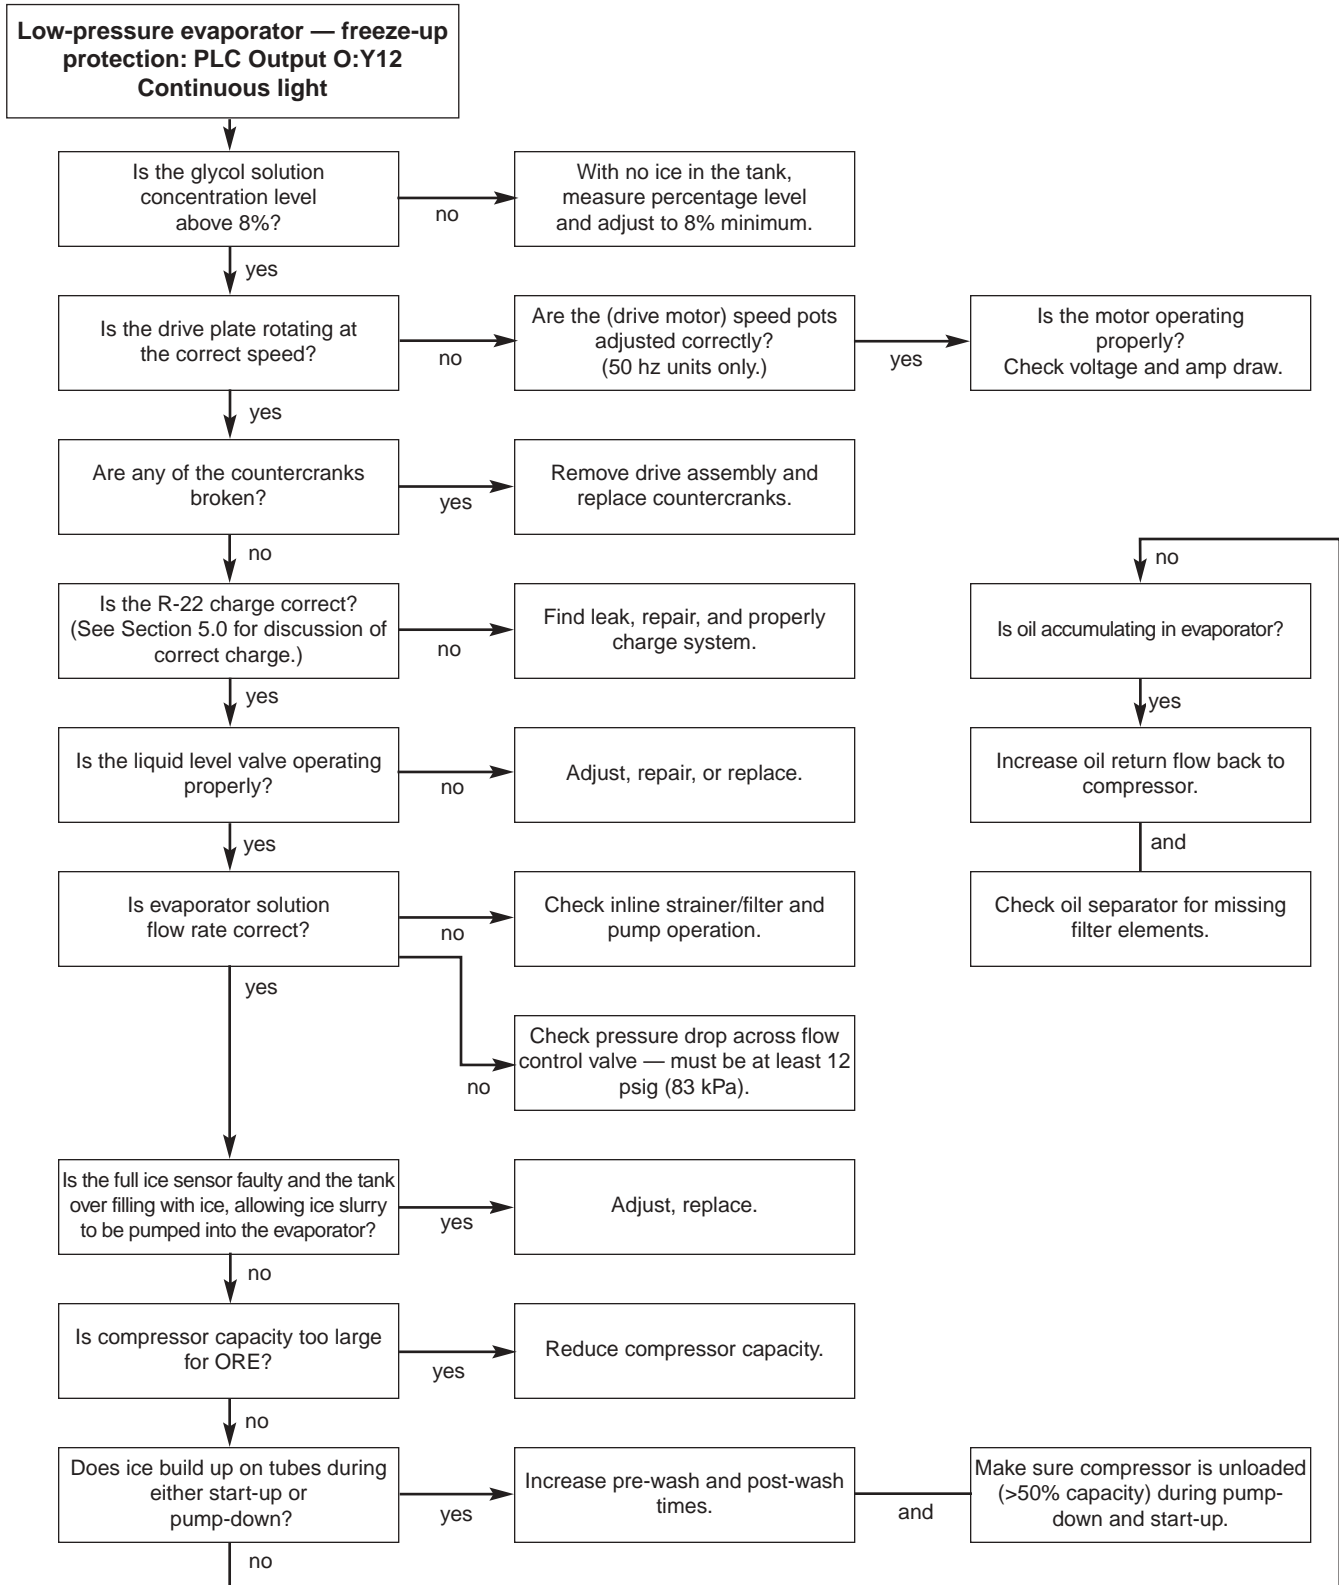 Low-pressure evaporator — freeze-up
protection: PLC Output O:Y12
Continuous light
Is the glycol solution
concentration level
above 8%?
no
With no ice in the tank,
measure percentage level
and adjust to 8% minimum.
yes
Is the drive plate rotating at
the correct speed?
no
Are the (drive motor) speed pots
adjusted correctly?
(50 hz units only.)
yes
Is the motor operating
properly?
Check voltage and amp draw.
yes
Are any of the countercranks
broken?
yes
Remove drive assembly and
replace countercranks.
no
Is the R-22 charge correct?
(See Section 5.0 for discussion of
correct charge.)
no
Find leak, repair, and properly
charge system.
yes
Is the liquid level valve operating
properly?
no
Adjust, repair, or replace.
yes
Is evaporator solution
flow rate correct?
no
Check inline strainer/filter and
pump operation.
no
Check pressure drop across flow
control valve — must be at least 12
psig (83 kPa).
yes
Is the full ice sensor faulty and the tank
over filling with ice, allowing ice slurry
to be pumped into the evaporator?
yes
Adjust, replace.
no
Is compressor capacity too large
for ORE?
yes
Reduce compressor capacity.
no
Does ice build up on tubes during
either start-up or
pump-down?
yes
Increase pre-wash and post-wash
times.
and
Make sure compressor is unloaded
(>50% capacity) during pump-
down and start-up.
no
no
Is oil accumulating in evaporator?
yes
Increase oil return flow back to
compressor.
and
Check oil separator for missing
filter elements.